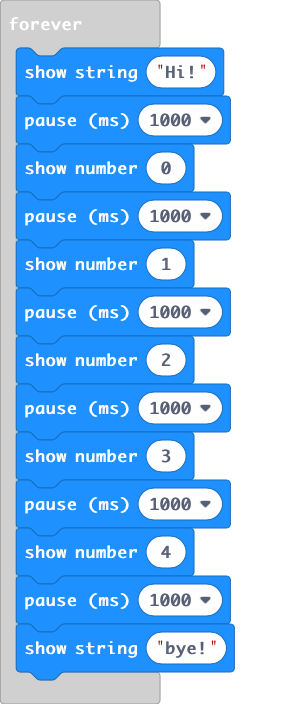 forever
show string "Hi!"
pause (ms) 1000
show number 0
pause (ms) 1000
show number 1
pause (ms) 1000
show number 2
pause (ms) 1000
show number 3
pause (ms) 1000
show number 4
pause (ms) 1000
show string "bye!"